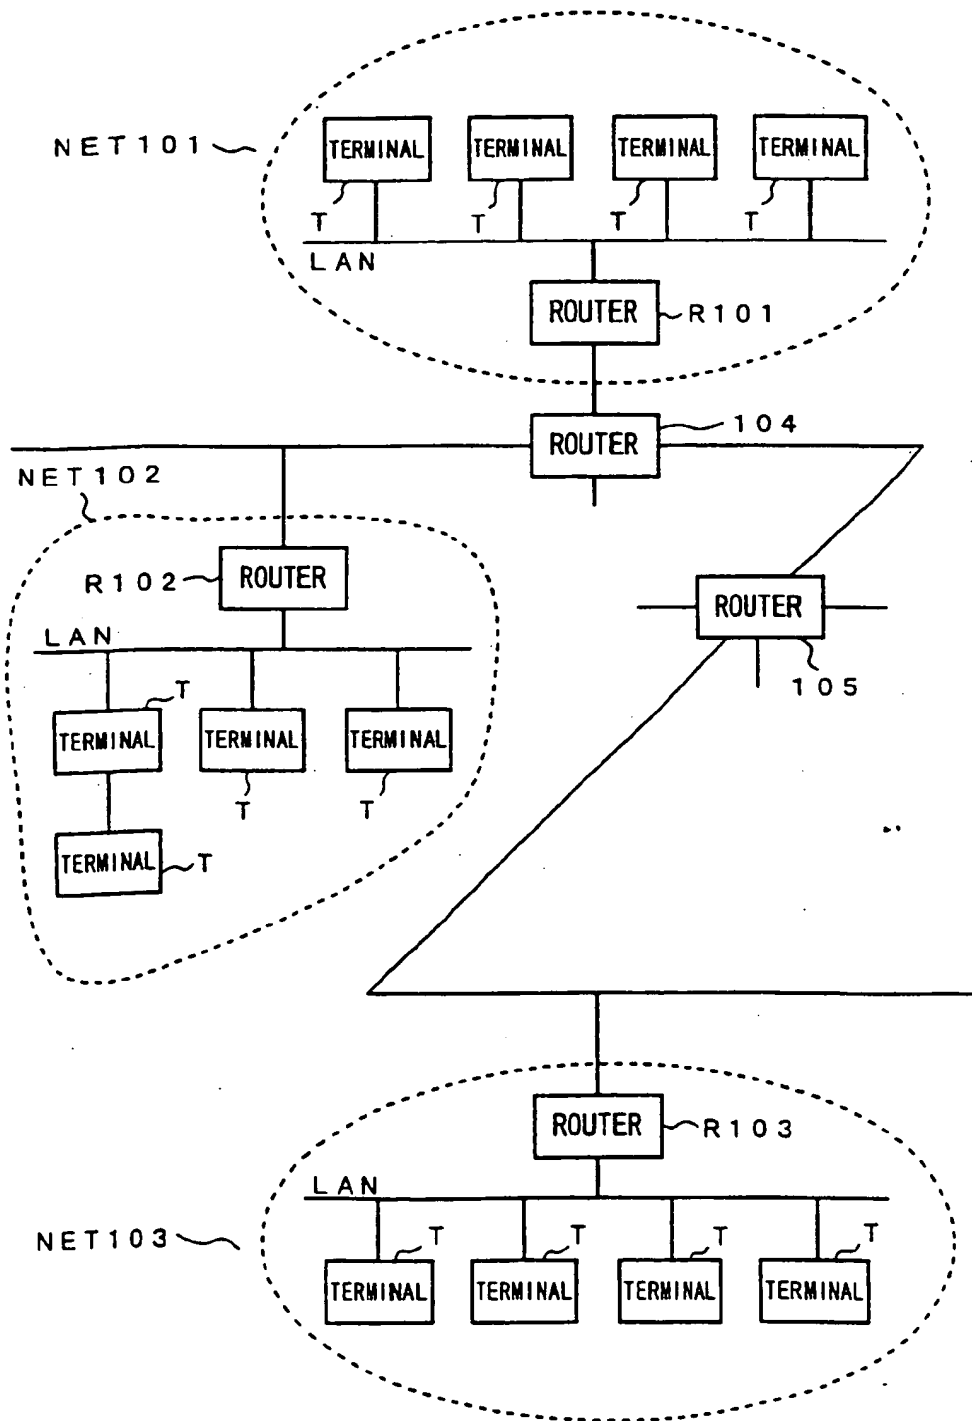 NET101
TERMINAL TERMINAL TERMINAL TERMINAL
T T T T
LAN
ROUTER R101
ROUTER 104
NET102
R102 ROUTER
ROUTER
LAN
105
T
TERMINAL TERMINAL TERMINAL
T T
TERMINAL T
ROUTER R103
LAN
NET103
T T T T
TERMINAL TERMINAL TERMINAL TERMINAL